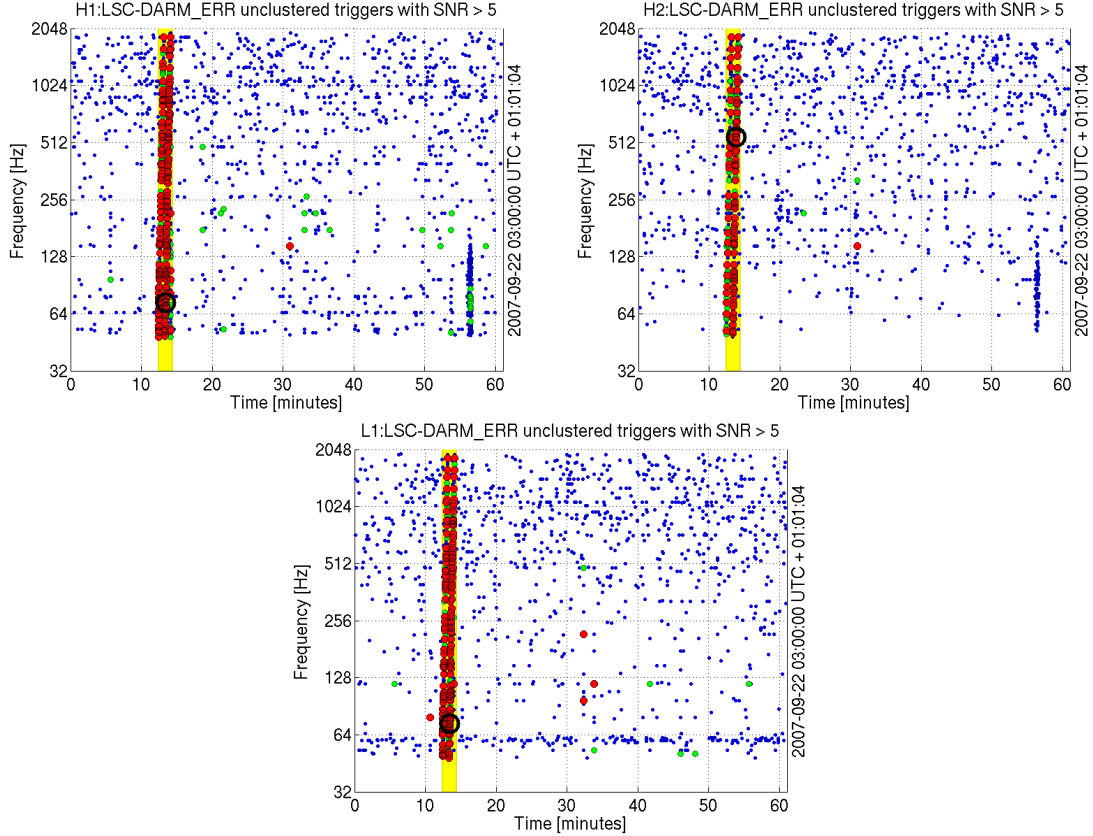 H1:LSC-DARM_ERR unclustered triggers with SNR > 5
2048
1024
512
256
128
64
32
Frequency [Hz]
0 10 20 30 40 50 60
Time [minutes]
2007-09-22 03:00:00 UTC + 01:01:04
H2:LSC-DARM_ERR unclustered triggers with SNR > 5
2048
1024
512
256
128
64
32
Frequency [Hz]
0 10 20 30 40 50 60
Time [minutes]
2007-09-22 03:00:00 UTC + 01:01:04
L1:LSC-DARM_ERR unclustered triggers with SNR > 5
2048
1024
512
256
128
64
32
Frequency [Hz]
0 10 20 30 40 50 60
Time [minutes]
2007-09-22 03:00:00 UTC + 01:01:04